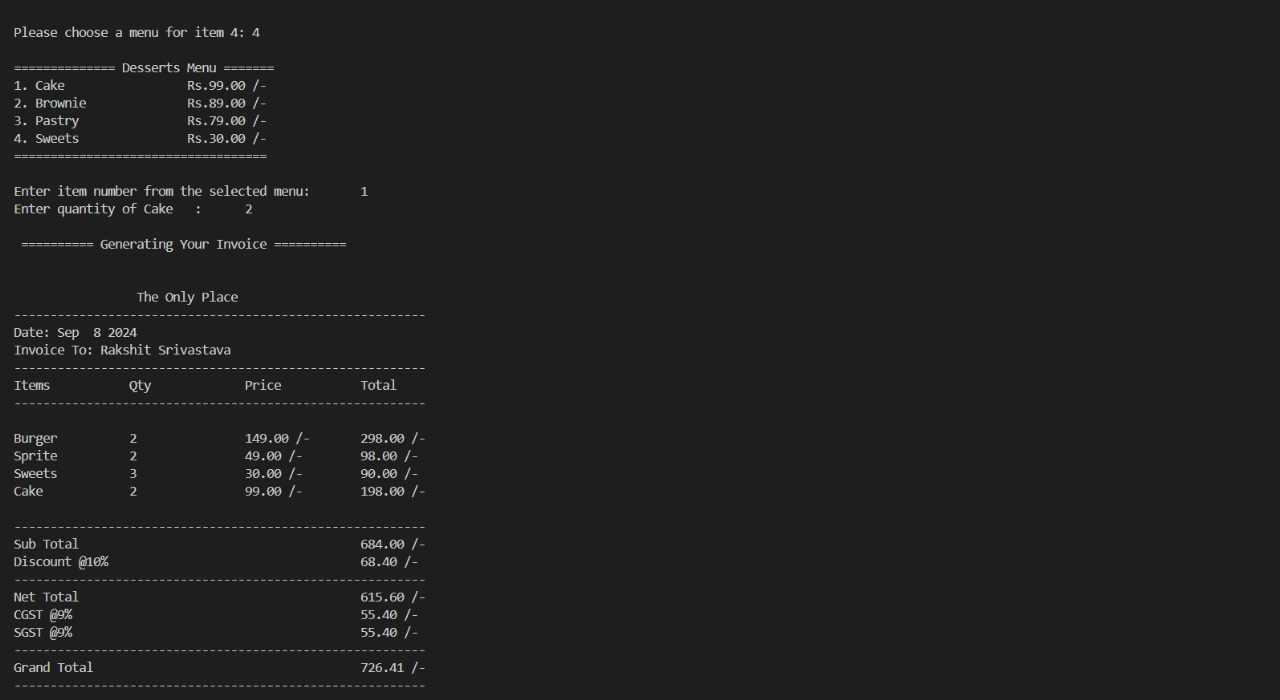 Please choose a menu for item 4: 4
============== Desserts Menu =======
1. Cake                 Rs.99.00 /-
2. Brownie              Rs.89.00 /-
3. Pastry               Rs.79.00 /-
4. Sweets               Rs.30.00 /-
===================================
Enter item number from the selected menu:       1
Enter quantity of Cake   :      2
 ========== Generating Your Invoice ==========
                 The Only Place
---------------------------------------------------------
Date: Sep  8 2024
Invoice To: Rakshit Srivastava
---------------------------------------------------------
Items           Qty             Price           Total
---------------------------------------------------------
Burger          2               149.00 /-       298.00 /-
Sprite          2               49.00 /-        98.00 /-
Sweets          3               30.00 /-        90.00 /-
Cake            2               99.00 /-        198.00 /-
---------------------------------------------------------
Sub Total                                       684.00 /-
Discount @10%                                   68.40 /-
---------------------------------------------------------
Net Total                                       615.60 /-
CGST @9%                                        55.40 /-
SGST @9%                                        55.40 /-
---------------------------------------------------------
Grand Total                                     726.41 /-
---------------------------------------------------------